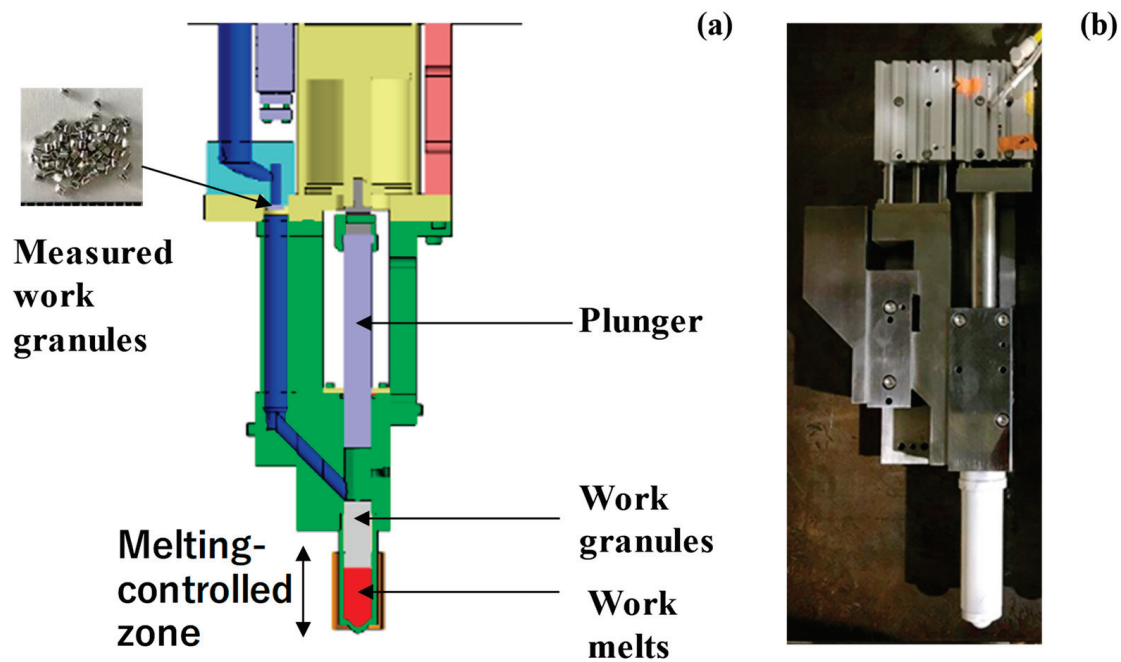 (a)
(b)
Measured
work
granules
Plunger
Work
granules
Melting-
controlled
zone
Work
melts